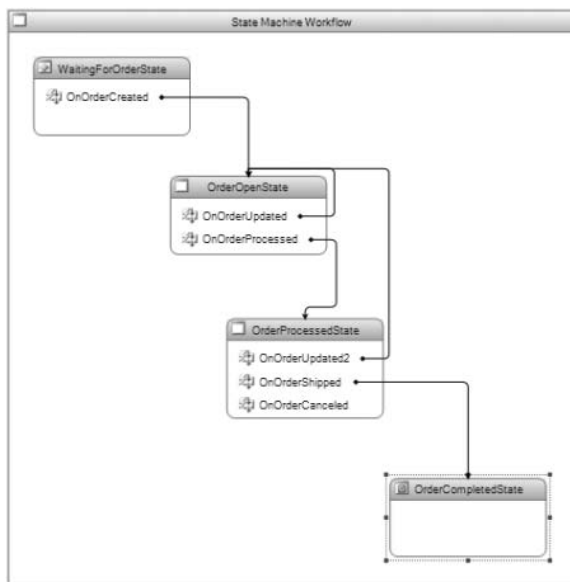 State Machine Workflow
WaitingForOrderState
OnOrderCreated
OrderOpenState
OnOrderUpdated
OnOrderProcessed
OrderProcessedState
OnOrderUpdated2
OnOrderShipped
OnOrderCanceled
OrderCompletedState